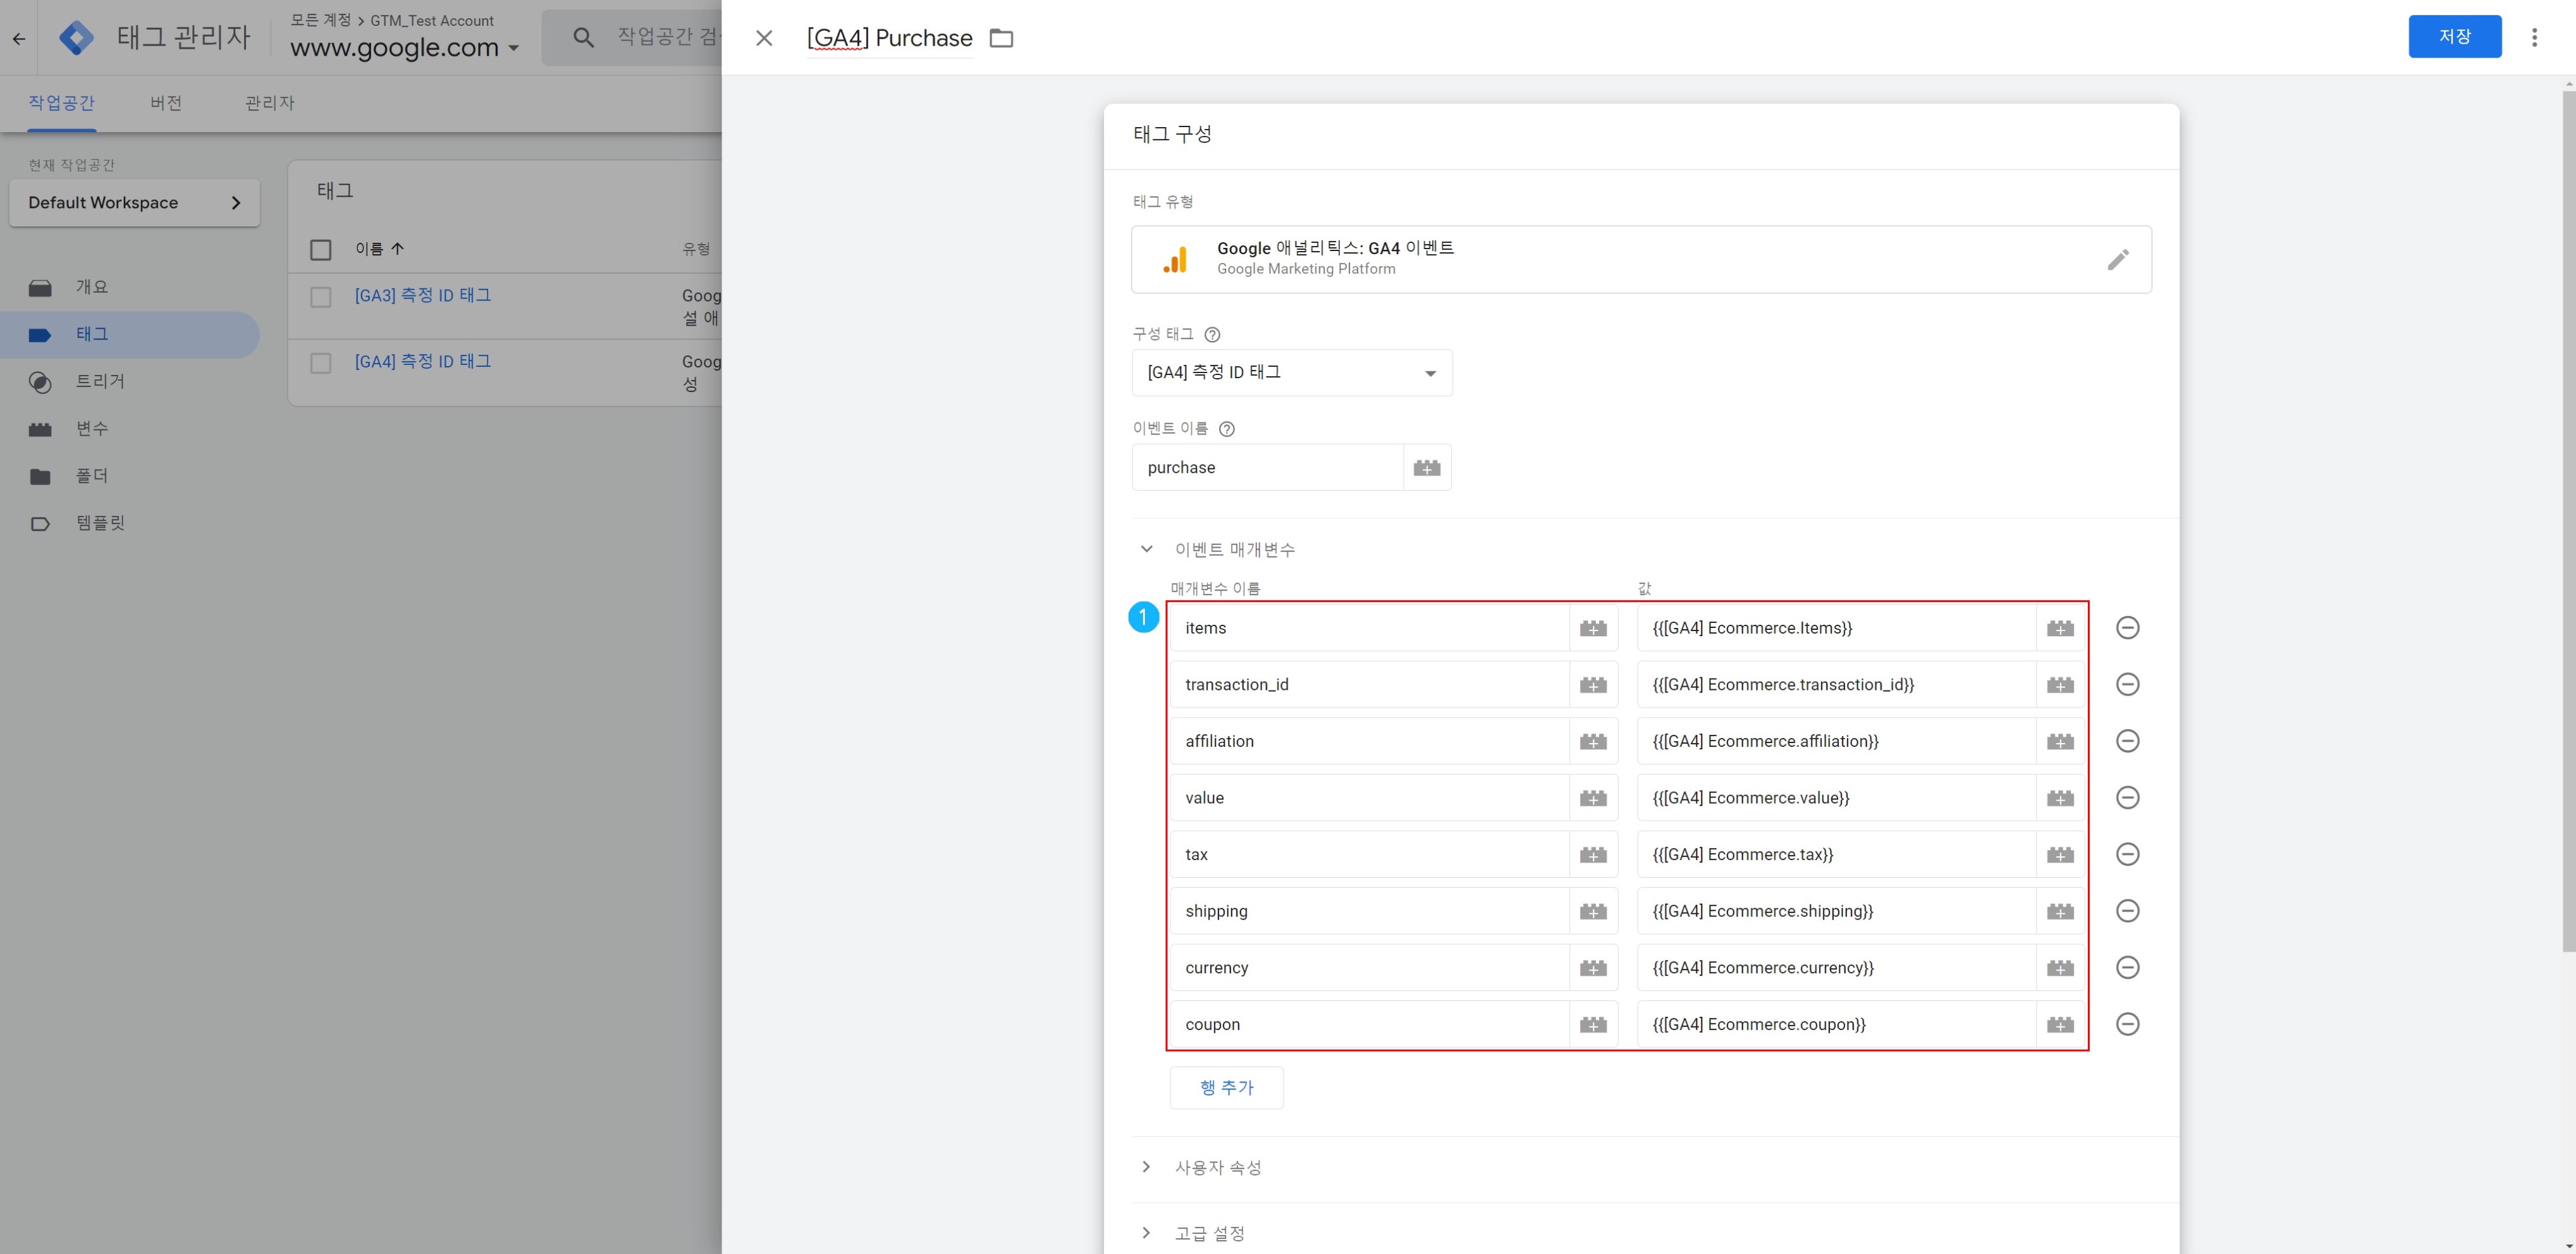 태그 관리자
모든 계정 > GTM_Test Account
www.google.com
작업공간 검
[GA4] Purchase
저장
작업공간
버전
관리자
현재 작업공간
Default Workspace
개요
태그
트리거
변수
폴더
템플릿
태그
이름
유형
[GA3] 측정 ID 태그
Goog
설 애
[GA4] 측정 ID 태그
Goog
성
태그 구성
태그 유형
Google 애널리틱스: GA4 이벤트
Google Marketing Platform
구성 태그
[GA4] 측정 ID 태그
이벤트 이름
purchase
이벤트 매개변수
매개변수 이름
값
1
items
{{[GA4] Ecommerce.Items}}
transaction_id
{{[GA4] Ecommerce.transaction_id}}
affiliation
{{[GA4] Ecommerce.affiliation}}
value
{{[GA4] Ecommerce.value}}
tax
{{[GA4] Ecommerce.tax}}
shipping
{{[GA4] Ecommerce.shipping}}
currency
{{[GA4] Ecommerce.currency}}
coupon
{{[GA4] Ecommerce.coupon}}
행 추가
사용자 속성
고급 설정